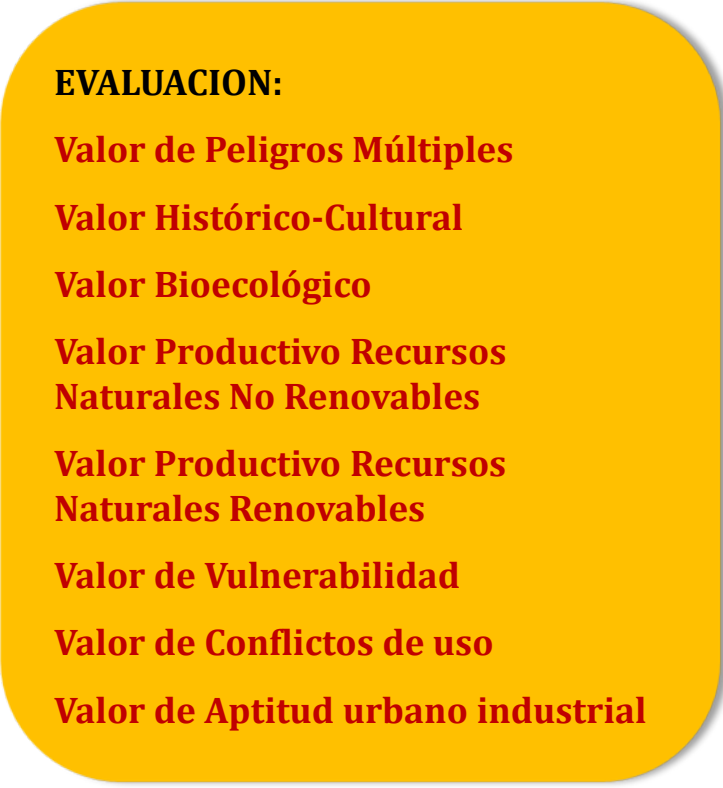 EVALUACION:
Valor de Peligros Múltiples
Valor Histórico-Cultural
Valor Bioecológico
Valor Productivo Recursos
Naturales No Renovables
Valor Productivo Recursos
Naturales Renovables
Valor de Vulnerabilidad
Valor de Conflictos de uso
Valor de Aptitud urbano industrial